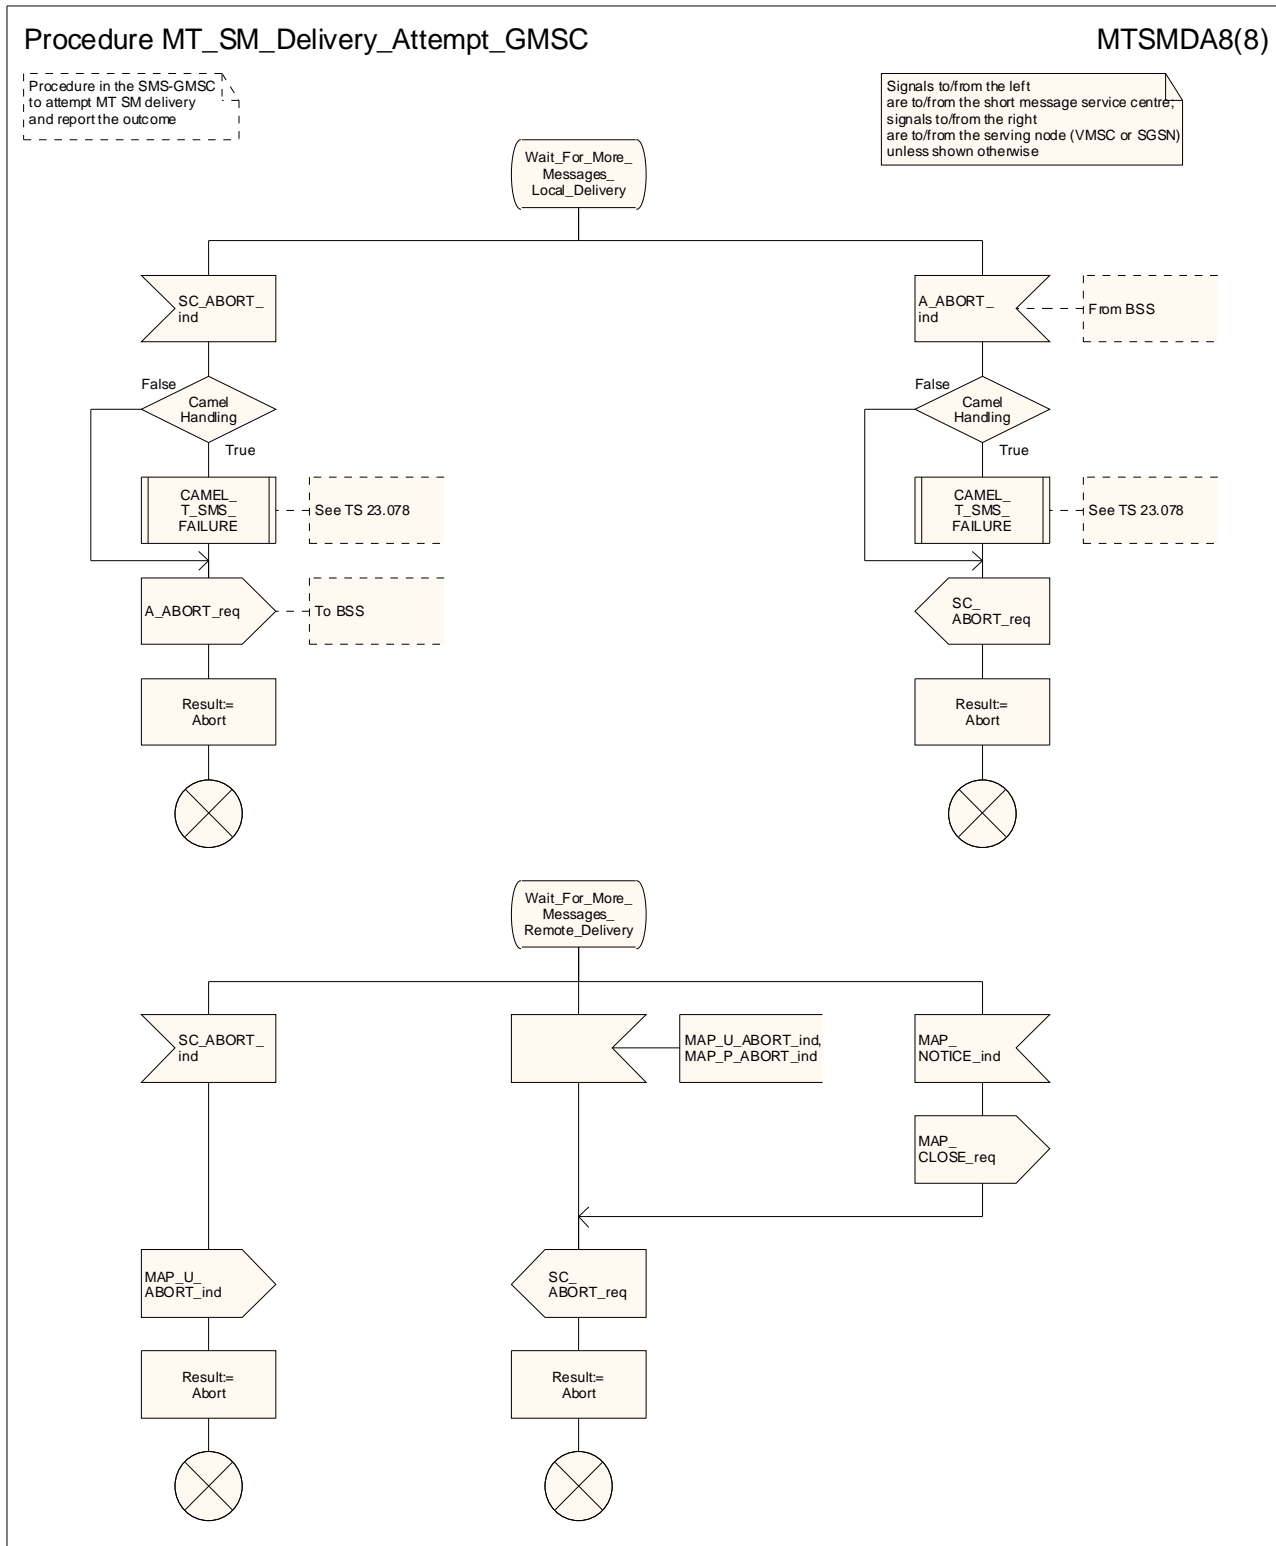 Procedure MT_SM_Delivery_Attempt_GMSC
MTSMDA8(8)
Procedure in the SMS-GMSC
to attempt MT SM delivery
and report the outcome
Signals to/from the left
are to/from the short message service centre;
signals to/from the right
are to/from the serving node (VMSC or SGSN)
unless shown otherwise
Wait_For_More_
Messages_
Local_Delivery
SC_ABORT_
ind
A_ABORT_
ind
From BSS
False
Camel
Handling
True
False
Camel
Handling
True
CAMEL_
T_SMS_
FAILURE
See TS 23.078
CAMEL_
T_SMS_
FAILURE
See TS 23.078
A_ABORT_req
To BSS
SC_
ABORT_req
Result:=
Abort
Result:=
Abort
Wait_For_More_
Messages_
Remote_Delivery
SC_ABORT_
ind
MAP_U_ABORT_ind,
MAP_P_ABORT_ind
MAP_
NOTICE_ind
MAP_
CLOSE_req
MAP_U_
ABORT_ind
SC_
ABORT_req
Result:=
Abort
Result:=
Abort